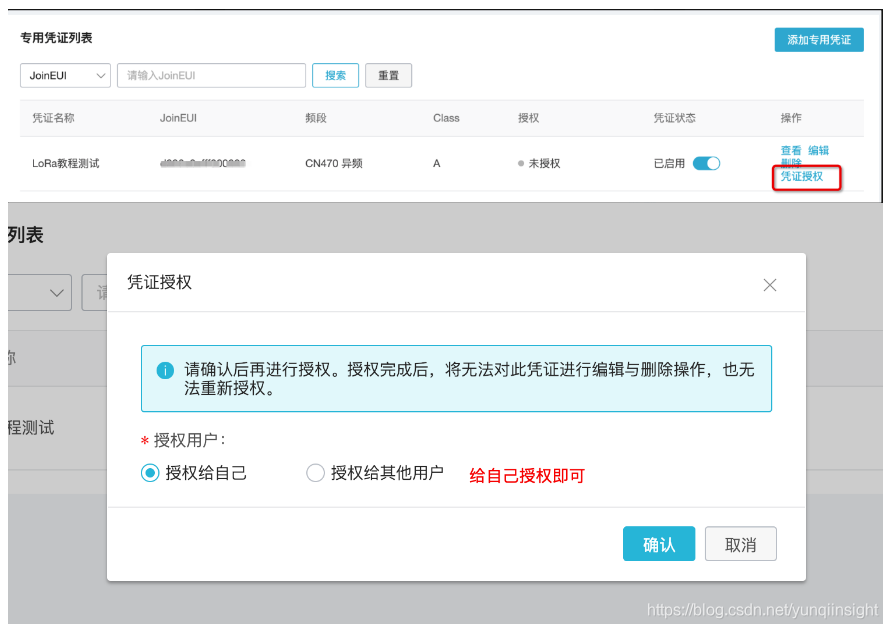 专用凭证列表
添加专用凭证
JoinEUI 请输入JoinEUI 搜索 重置
凭证名称 JoinEUI 频段 Class 授权 凭证状态 操作
查看 编辑
LoRa教程测试 CN470 异频 A 未授权 已启用 删除
凭证授权
列表
凭证授权
请确认后再进行授权。授权完成后，将无法对此凭证进行编辑与删除操作，也无
法重新授权。
程测试
* 授权用户：
授权给自己 授权给其他用户 给自己授权即可
确认 取消
https://blog.csdn.net/yunqiinsight